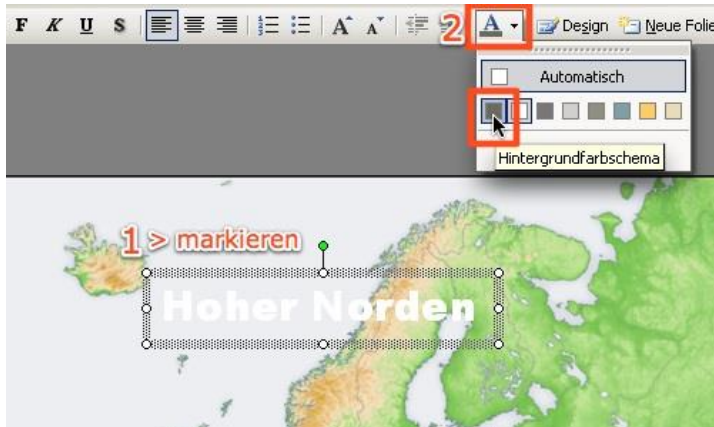 F K U S A A 2 A Design Neue Folie
Automatisch
Hintergrundfarbschema
1 > markieren
Hoher Norden